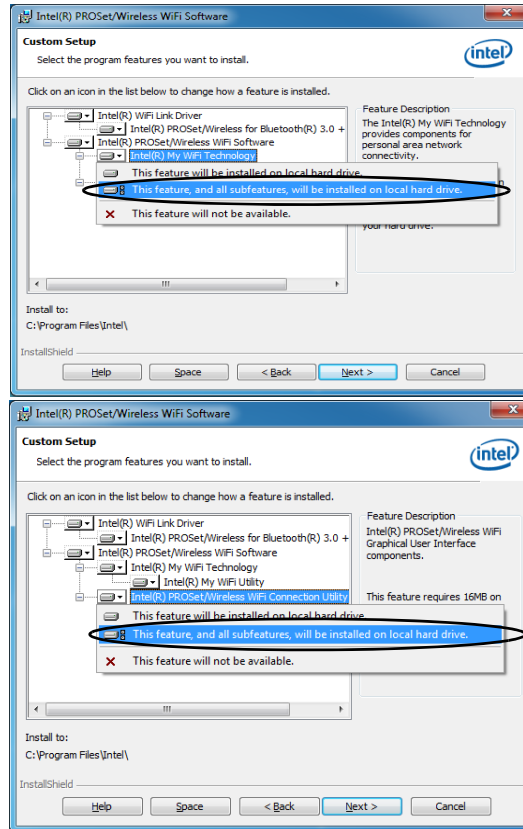 Intel(R) PROSet/Wireless WiFi Software
Custom Setup
Select the program features you want to install.
intel
Click on an icon in the list below to change how a feature is installed.
Intel(R) WiFi Link Driver
Intel(R) PROSet/Wireless for Bluetooth(R) 3.0 +
Intel(R) PROSet/Wireless WiFi Software
Intel(R) My WiFi Technology
This feature will be installed on local hard drive.
This feature, and all subfeatures, will be installed on local hard drive.
This feature will not be available.
Feature Description
The Intel(R) My WiFi Technology
provides components for
personal area network
connectivity.
your hard drive.
Install to:
C:\Program Files\Intel\
InstallShield
Help
Space
< Back
Next >
Cancel
Intel(R) PROSet/Wireless WiFi Software
Custom Setup
Select the program features you want to install.
intel
Click on an icon in the list below to change how a feature is installed.
Intel(R) WiFi Link Driver
Intel(R) PROSet/Wireless for Bluetooth(R) 3.0 +
Intel(R) PROSet/Wireless WiFi Software
Intel(R) My WiFi Technology
Intel(R) My WiFi Utility
Intel(R) PROSet/Wireless WiFi Connection Utility
This feature will be installed on local hard drive.
This feature, and all subfeatures, will be installed on local hard drive.
This feature will not be available.
Feature Description
Intel(R) PROSet/Wireless WiFi
Graphical User Interface
components.
This feature requires 16MB on
Install to:
C:\Program Files\Intel\
InstallShield
Help
Space
< Back
Next >
Cancel